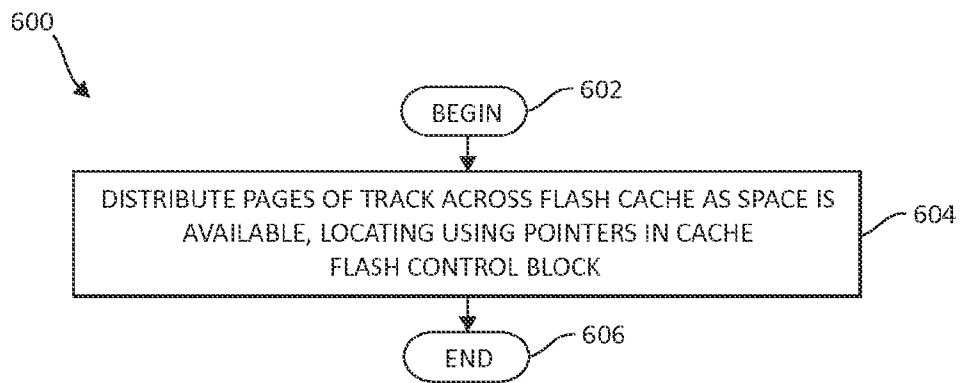 600
BEGIN
602
DISTRIBUTE PAGES OF TRACK ACROSS FLASH CACHE AS SPACE IS
AVAILABLE, LOCATING USING POINTERS IN CACHE
FLASH CONTROL BLOCK
604
END
606